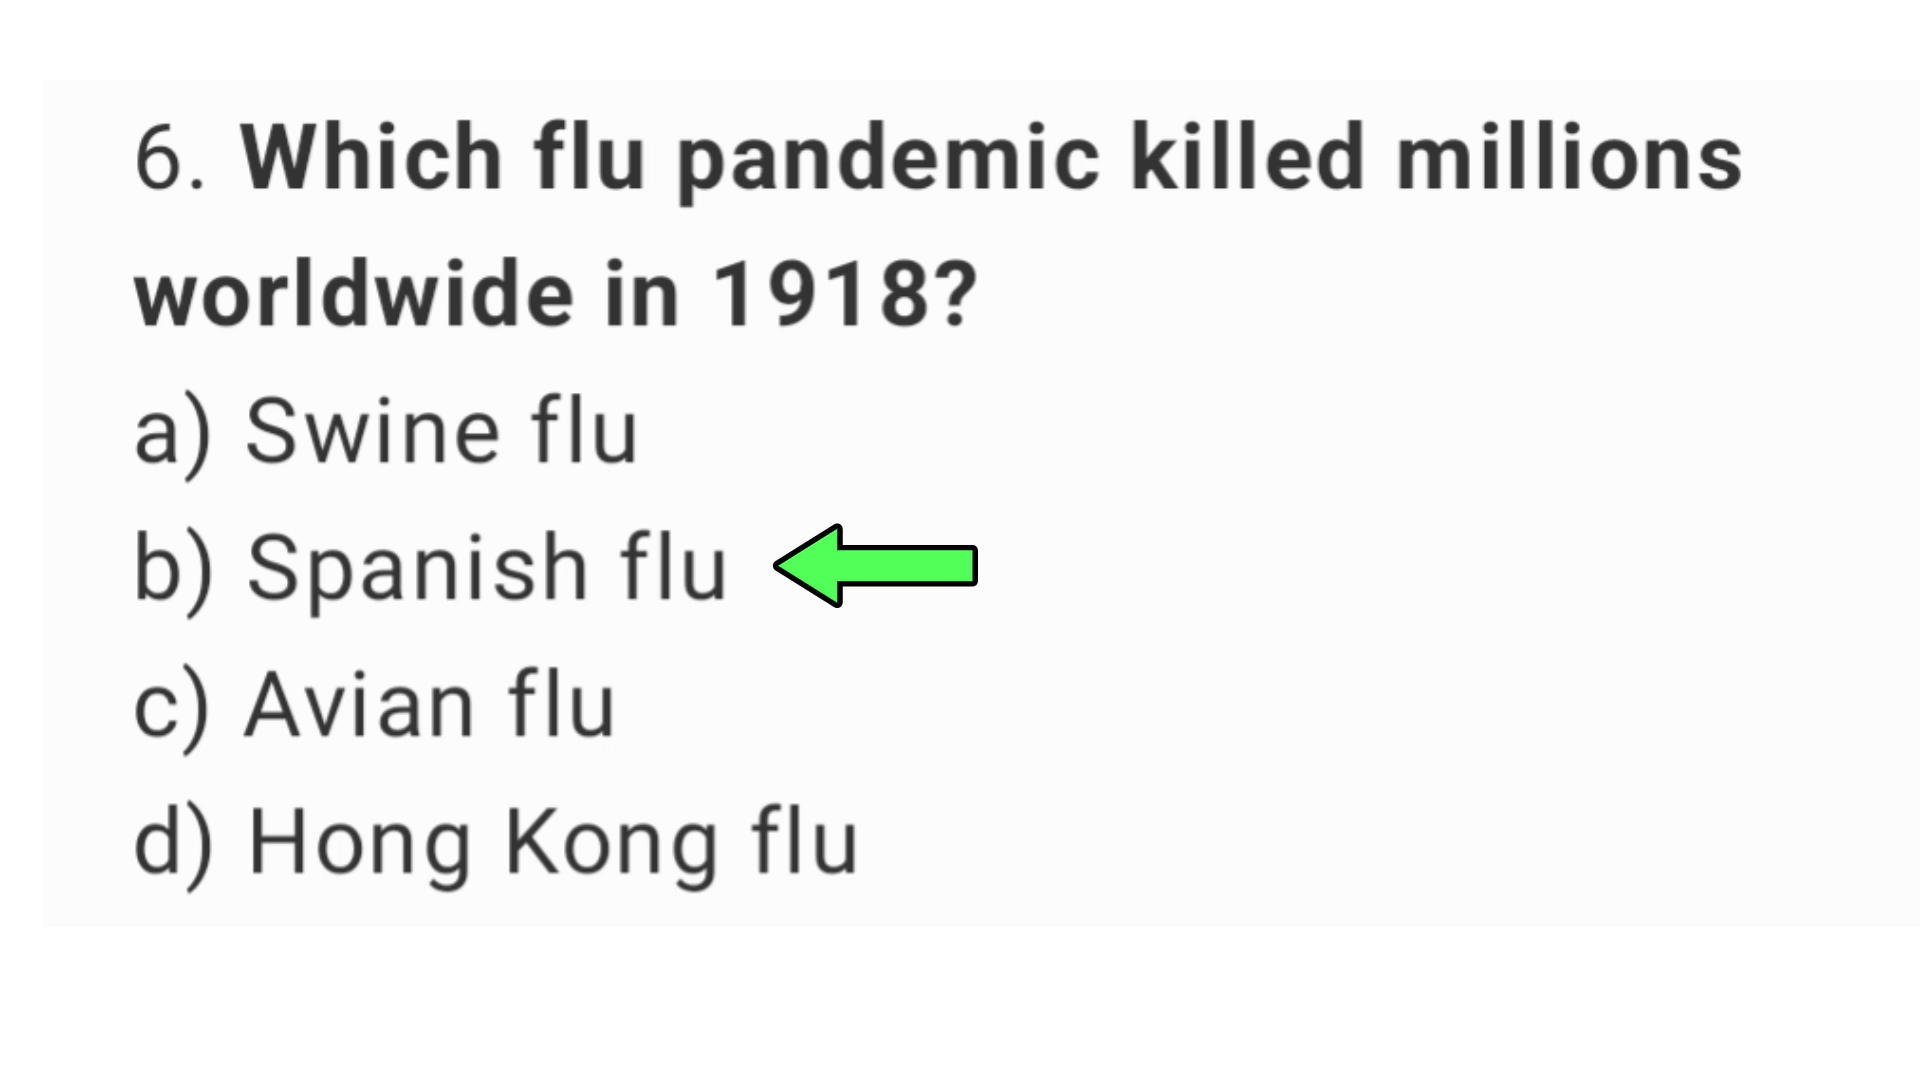 6. Which flu pandemic killed millions
worldwide in 1918?
a) Swine flu
b) Spanish flu
c) Avian flu
d) Hong Kong flu